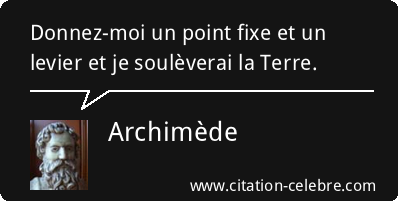 Donnez-moi un point fixe et un
levier et je soulèverai la Terre.
Archimède
www.citation-celebre.com